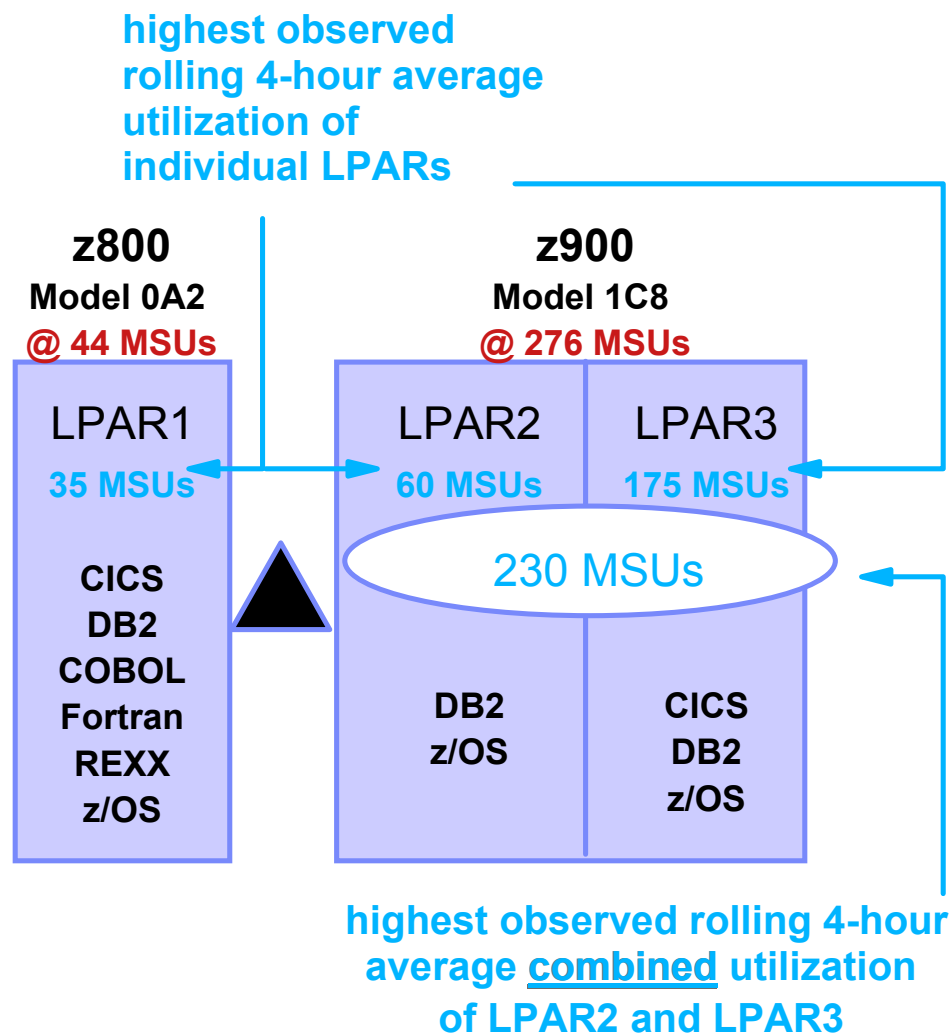 highest observed
rolling 4-hour average
utilization of
individual LPARs
z800
Model 0A2
@ 44 MSUs
z900
Model 1C8
@ 276 MSUs
LPAR1
35 MSUs
LPAR2
60 MSUs
LPAR3
175 MSUs
230 MSUs
CICS
DB2
COBOL
Fortran
REXX
z/OS
DB2
z/OS
CICS
DB2
z/OS
highest observed rolling 4-hour
average combined utilization
of LPAR2 and LPAR3